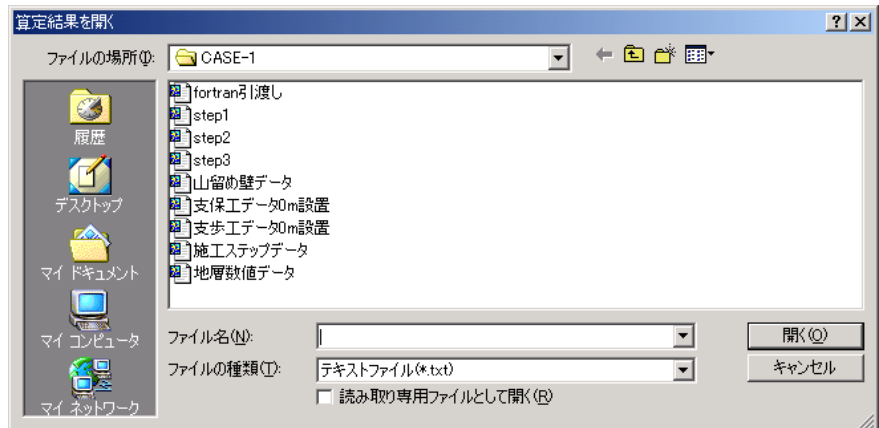 算定結果を開く
ファイルの場所(I):
CASE-1
履歴
デスクトップ
マイ ドキュメント
マイ コンピュータ
マイ ネットワーク
fortran引渡し
step1
step2
step3
山留め壁データ
支保工データ0m設置
支歩工データ0m設置
施工ステップデータ
地層数値データ
ファイル名(N):
開く(O)
ファイルの種類(T):
テキストファイル(*.txt)
キャンセル
読み取り専用ファイルとして開く(R)